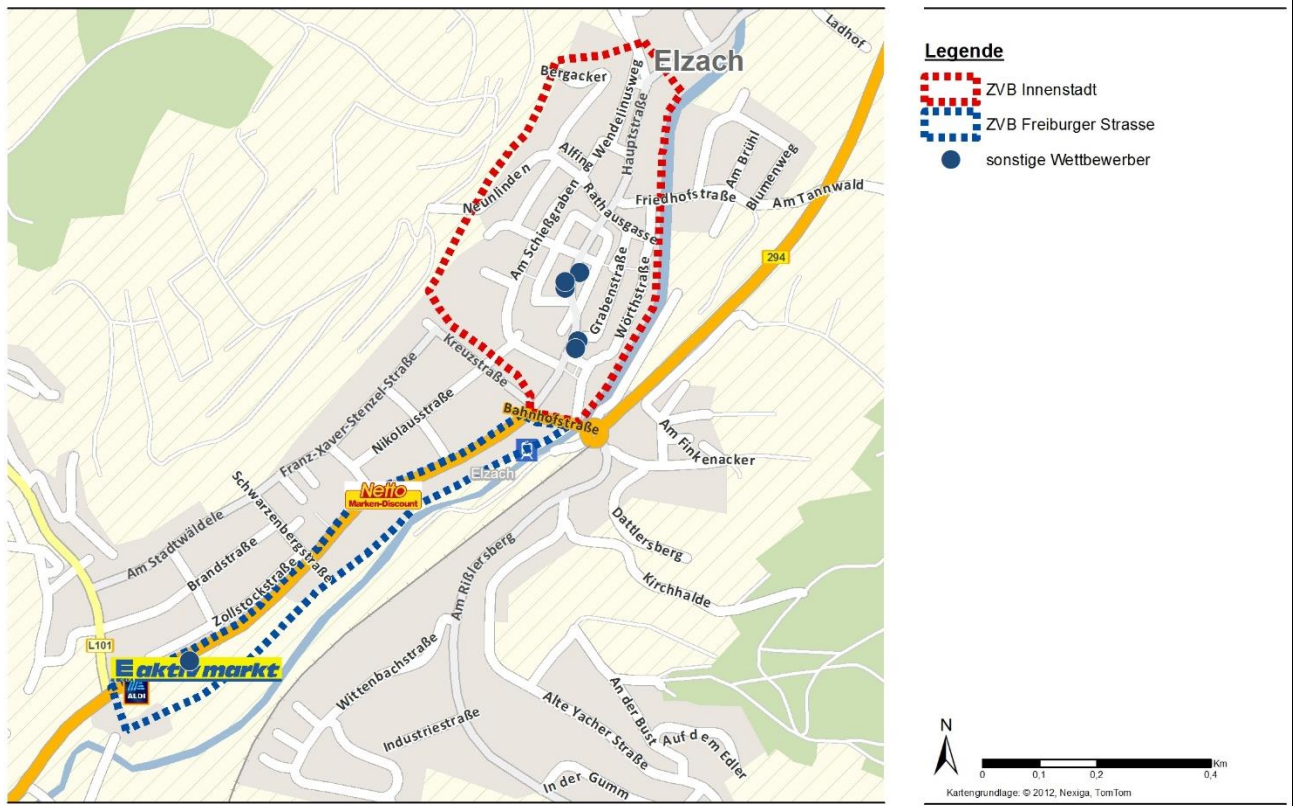 Ladhof
Elzach
Bergacker
Wendelinusweg
Hauptstraße
Alfing
Am Brühl
Blumenweg
Neunlinden
Friedhofstraße
Am Tannwald
Am Schießgraben
Rathausgasse
294
Grabenstraße
Wörthstraße
Kreuzstraße
Franz-Xaver-Stenzel-Straße
Nikolausstraße
Bahnhofstraße
Am Finkenacker
Elzach
Netto
Marken-Discount
Schwarzenbergstraße
Am Stadtwäldele
Brandstraße
Zollstockstraße
Dattlersberg
Am Rißlersberg
Kirchhalde
L101
E aktiv markt
ALDI
Wittenbachstraße
Industriestraße
An der Bust
Alte Yacher Straße
Auf dem Edler
In der Gumm
Legende
ZVB Innenstadt
ZVB Freiburger Strasse
sonstige Wettbewerber
N
Km
0 0,1 0,2 0,4
Kartengrundlage: © 2012, Nexiga, TomTom